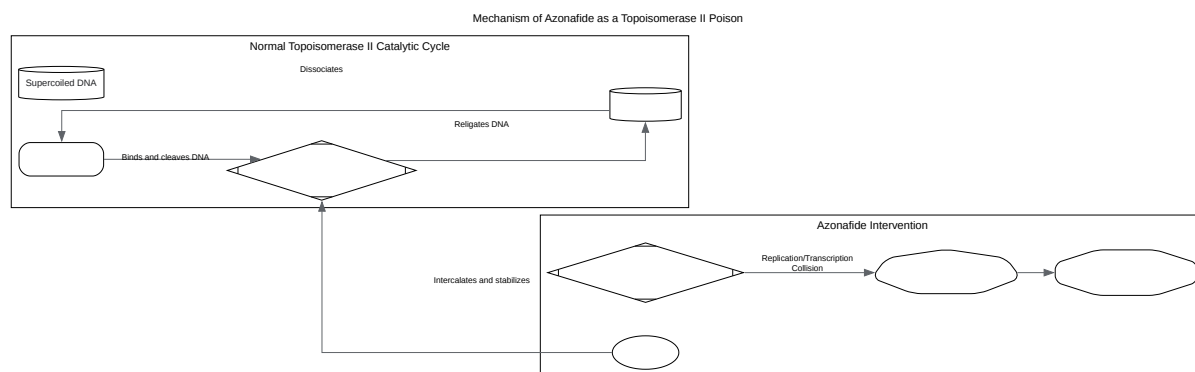 Mechanism of Azonafide as a Topoisomerase II Poison
Normal Topoisomerase II Catalytic Cycle
Dissociates
Supercoiled DNA
Religates DNA
Binds and cleaves DNA
Azonafide Intervention
Replication/Transcription
Collision
Intercalates and stabilizes